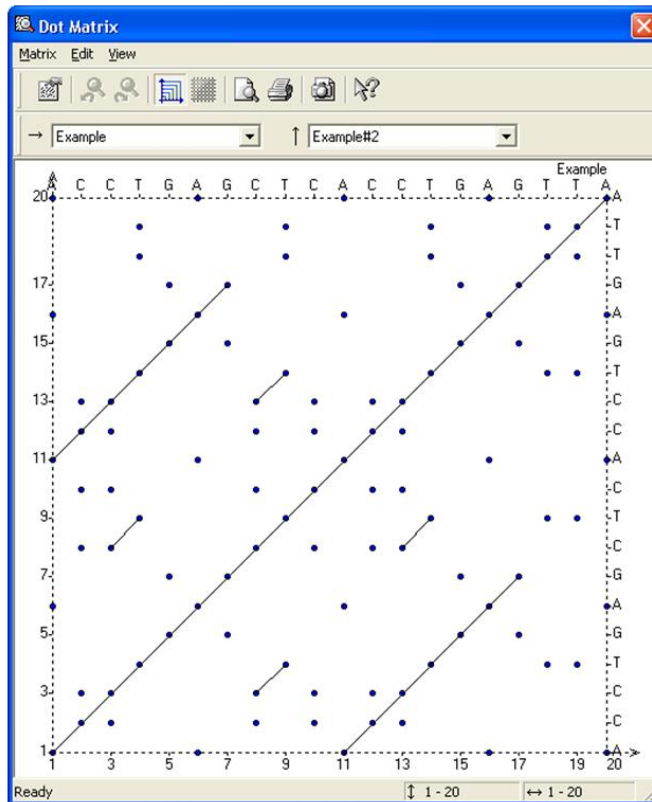 Dot Matrix
Matrix Edit View
→ Example ↑ Example#2
Example
A C C T G A G C T C A C C T G A G T T A
20 A
T
T
17 G
A
15 G
T
13 C
C
11 A
C
9 T
C
7 G
A
5 G
T
3 C
C
1 A
1 3 5 7 9 11 13 15 17 19 20
Ready ↕ 1 - 20 ↔ 1 - 20